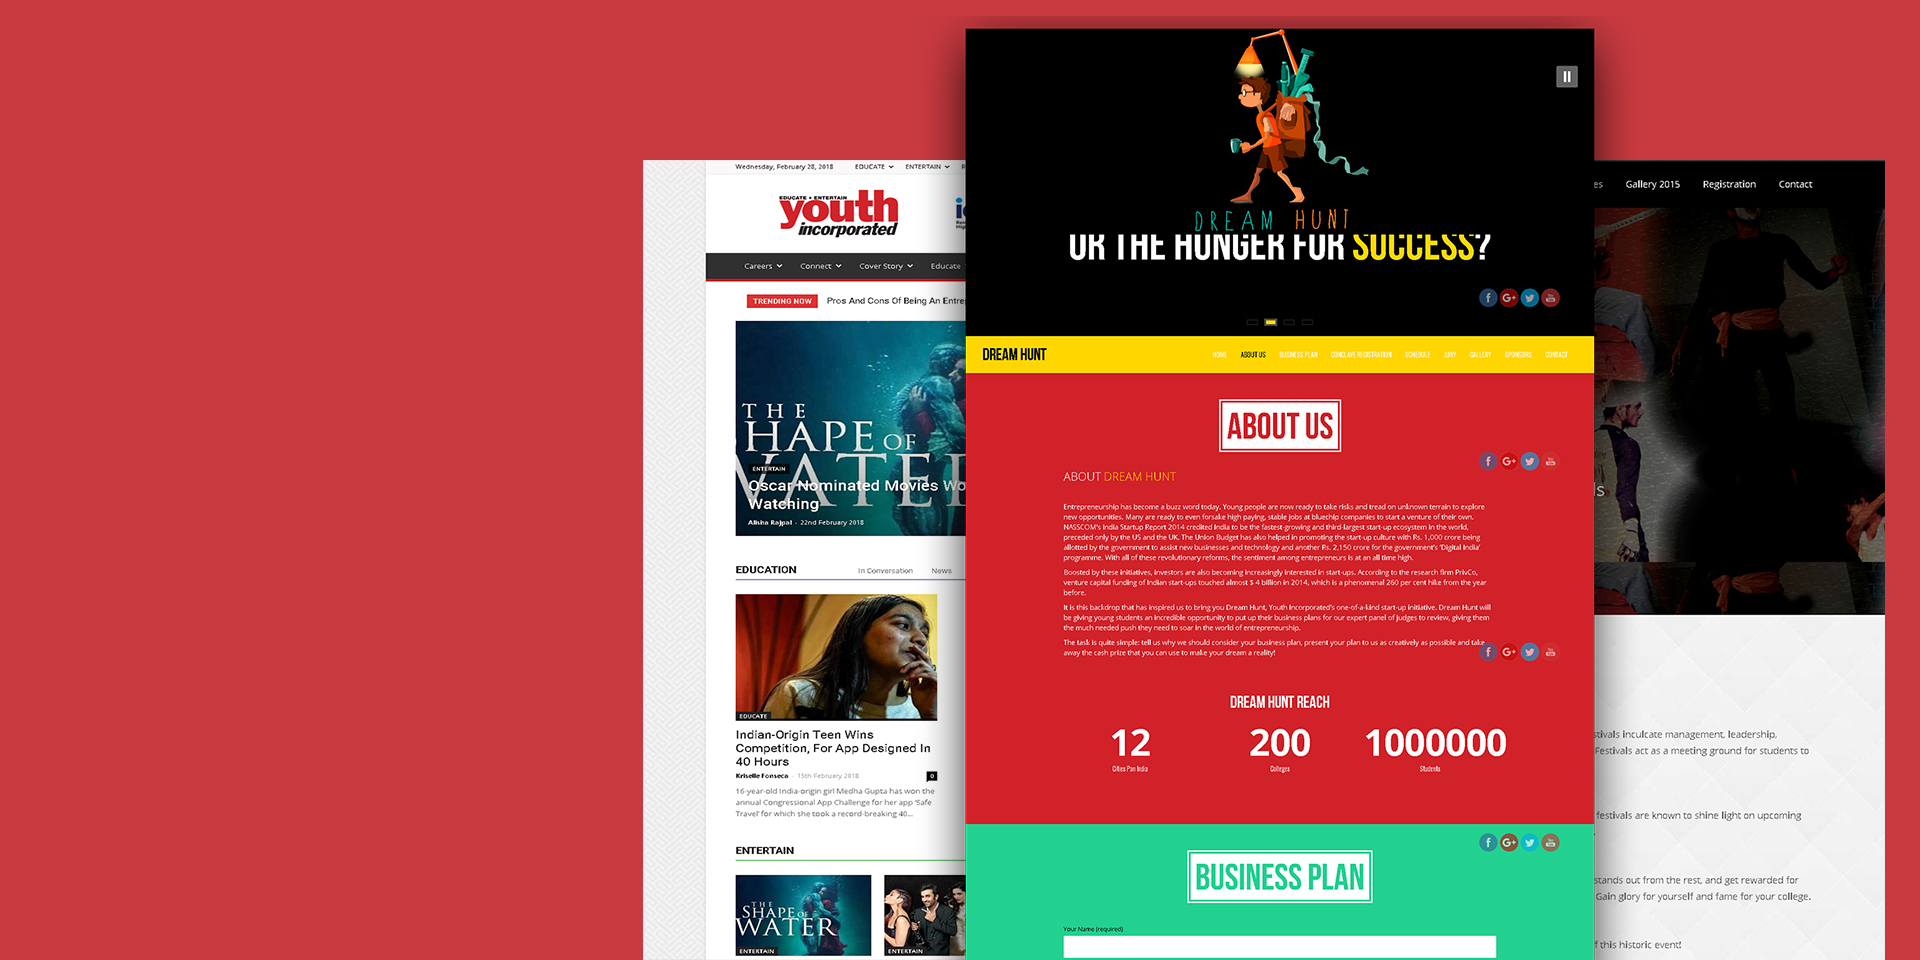 Wednesday, February 28, 2018
EDUCATE
ENTERTAIN
EDUCATE • ENTERTAIN
youth
incorporated
Careers
Connect
Cover Story
Educate
TRENDING NOW
Pros And Cons Of Being An Entre
THE
SHAPE OF
WATER
ENTERTAIN
Oscar Nominated Movies Wo
Watching
Alisha Rajpal - 22nd February 2018
EDUCATION
In Conversation
News
EDUCATE
Indian-Origin Teen Wins
Competition, For App Designed In
40 Hours
Kriselle Fonseca - 15th February 2018
0
16-year-old India-origin girl Medha Gupta has won the
annual Congressional App Challenge for her app 'Safe
Travel' for which she took a record-breaking 40...
ENTERTAIN
THE
SHAPE OF
WATER
ENTERTAIN
ENTERTAIN
DREAM HUNT
OR THE HUNGER FOR SUCCESS?
DREAM HUNT
HOME
ABOUT US
BUSINESS PLAN
CONCLAVE REGISTRATION
SCHEDULE
JURY
GALLERY
SPONSORS
CONTACT
ABOUT US
ABOUT DREAM HUNT
Entrepreneurship has become a buzz word today. Young people are now ready to take risks and tread on unknown terrain to explore
new opportunities. Many are ready to even forsake high paying, stable jobs at bluechip companies to start a venture of their own.
NASSCOM's India Startup Report 2014 credited India to be the fastest-growing and third-largest start-up ecosystem in the world,
preceded only by the US and the UK. The Union Budget has also helped in promoting the start-up culture with Rs. 1,000 crore being
allotted by the government to assist new businesses and technology and another Rs. 2,150 crore for the government's 'Digital India'
programme. With all of these revolutionary reforms, the sentiment among entrepreneurs is at an all time high.
Boosted by these initiatives, investors are also becoming increasingly interested in start-ups. According to the research firm PrivCo,
venture capital funding of Indian start-ups touched almost $ 4 billion in 2014, which is a phenomenal 260 per cent hike from the year
before.
It is this backdrop that has inspired us to bring you Dream Hunt, Youth Incorporated's one-of-a-kind start-up initiative. Dream Hunt will
be giving young students an incredible opportunity to put up their business plans for our expert panel of judges to review, giving them
the much needed push they need to soar in the world of entrepreneurship.
The task is quite simple: tell us why we should consider your business plan, present your plan to us as creatively as possible and take
away the cash prize that you can use to make your dream a reality!
DREAM HUNT REACH
12
200
1000000
Cities Pan India
Colleges
Students
BUSINESS PLAN
Your Name (required)
es
Gallery 2015
Registration
Contact
ls
stivals inculcate management, leadership,
Festivals act as a meeting ground for students to
festivals are known to shine light on upcoming
stands out from the rest, and get rewarded for
Gain glory for yourself and fame for your college.
f this historic event!